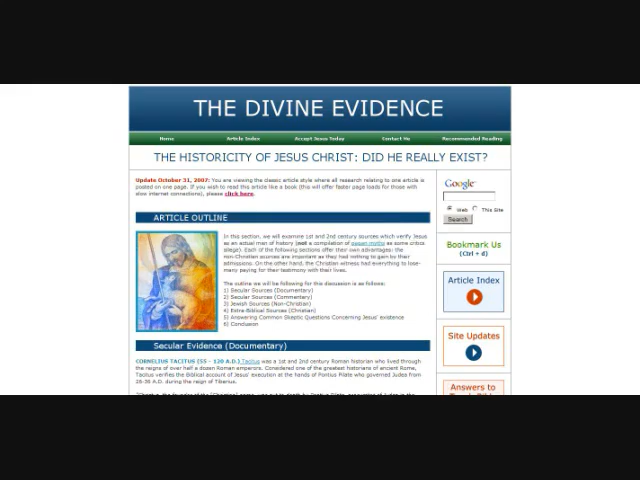 THE DIVINE EVIDENCE
Home Article Index Accept Jesus Today Contact Us Recommended Reading
THE HISTORICITY OF JESUS CHRIST: DID HE REALLY EXIST?
Update October 31, 2007: You are viewing the classic article style where all research relating to one article is
posted on one page. If you wish to read this article like a book (this will offer faster page loads for those with
slow internet connections), please click here.
ARTICLE OUTLINE
In this section, we will examine 1st and 2nd century sources which verify Jesus
as an actual man of history (not a compilation of pagan myths as some critics
allege). Each of the following sections offer their own advantages: the
non-Christian sources are important as they had nothing to gain by their
admissions. On the other hand, the Christian witness had everything to lose-
many paying for their testimony with their lives.
The outline we will be following for this discussion is as follows:
1) Secular Sources (Documentary)
2) Secular Sources (Commentary)
3) Jewish Sources (Non-Christian)
4) Extra-Biblical Sources (Christian)
5) Answering Common Skeptic Questions Concerning Jesus' existence
6) Conclusion
Secular Evidence (Documentary)
CORNELIUS TACITUS [55 - 120 A.D.] Tacitus was a 1st and 2nd century Roman historian who lived through
the reigns of over half a dozen Roman emperors. Considered one of the greatest historians of ancient Rome,
Tacitus verifies the Biblical account of Jesus' execution at the hands of Pontius Pilate who governed Judea from
26-36 A.D. during the reign of Tiberius.
Google
Web This Site
Search
Bookmark Us
(Ctrl + d)
Article Index
Site Updates
Answers to